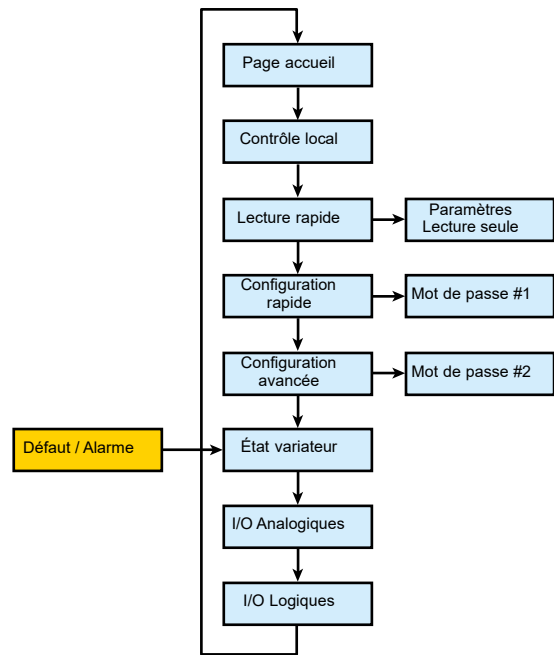 Page accueil
Contrôle local
Lecture rapide
Paramètres
Lecture seule
Configuration
rapide
Mot de passe #1
Configuration
avancée
Mot de passe #2
Défaut / Alarme
État variateur
I/O Analogiques
I/O Logiques